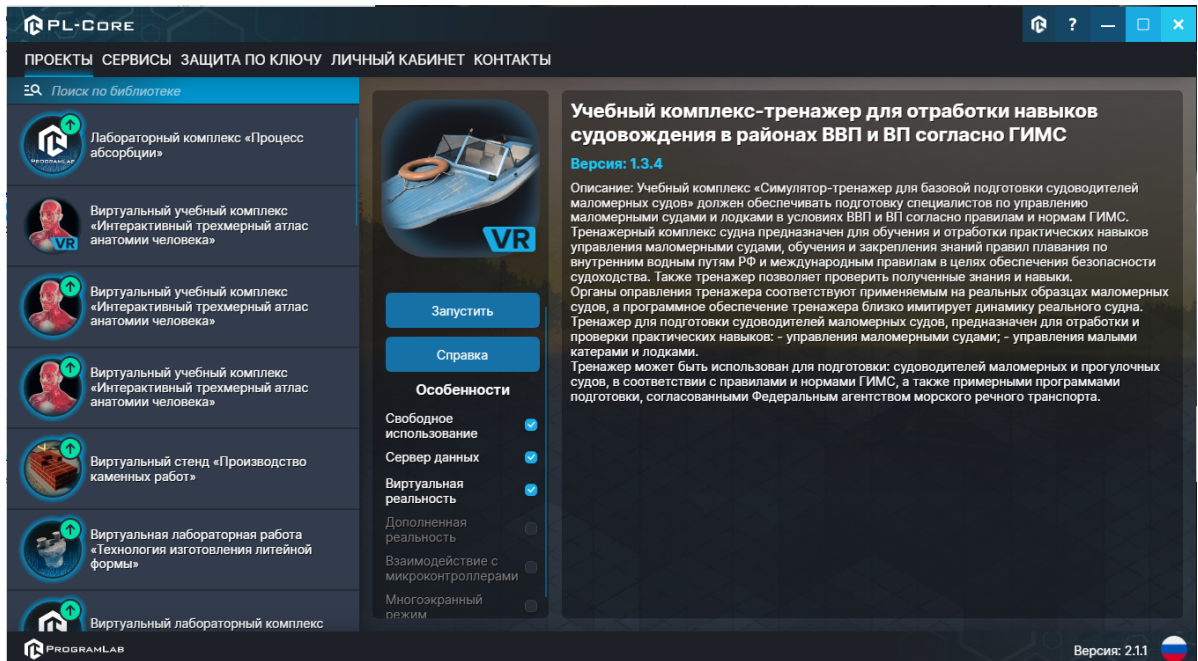 PL-CORE
?
ПРОЕКТЫ СЕРВИСЫ ЗАЩИТА ПО КЛЮЧУ ЛИЧНЫЙ КАБИНЕТ КОНТАКТЫ
Поиск по библиотеке
PROGRAMLAB
Лабораторный комплекс «Процесс
абсорбции»
VR
Виртуальный учебный комплекс
«Интерактивный трехмерный атлас
анатомии человека»
Виртуальный учебный комплекс
«Интерактивный трехмерный атлас
анатомии человека»
Виртуальный учебный комплекс
«Интерактивный трехмерный атлас
анатомии человека»
Виртуальный стенд «Производство
каменных работ»
Виртуальная лабораторная работа
«Технология изготовления литейной
формы»
Виртуальный лабораторный комплекс
VR
Запустить
Справка
Особенности
Свободное
использование
Сервер данных
Виртуальная
реальность
Дополненная
реальность
Взаимодействие с
микроконтроллерами
Многоэкранный
режим
Учебный комплекс-тренажер для отработки навыков
судовождения в районах ВВП и ВП согласно ГИМС
Версия: 1.3.4
Описание: Учебный комплекс «Симулятор-тренажер для базовой подготовки судоводителей
маломерных судов» должен обеспечивать подготовку специалистов по управлению
маломерными судами и лодками в условиях ВВП и ВП согласно правилам и нормам ГИМС.
Тренажерный комплекс судна предназначен для обучения и отработки практических навыков
управления маломерными судами, обучения и закрепления знаний правил плавания по
внутренним водным путям РФ и международным правилам в целях обеспечения безопасности
судоходства. Также тренажер позволяет проверить полученные знания и навыки.
Органы оправления тренажера соответствуют применяемым на реальных образцах маломерных
судов, а программное обеспечение тренажера близко имитирует динамику реального судна.
Тренажер для подготовки судоводителей маломерных судов, предназначен для отработки и
проверки практических навыков: - управления маломерными судами; - управления малыми
катерами и лодками.
Тренажер может быть использован для подготовки: судоводителей маломерных и прогулочных
судов, в соответствии с правилами и нормами ГИМС, а также примерными программами
подготовки, согласованными Федеральным агентством морского речного транспорта.
PROGRAMLAB
Версия: 2.1.1